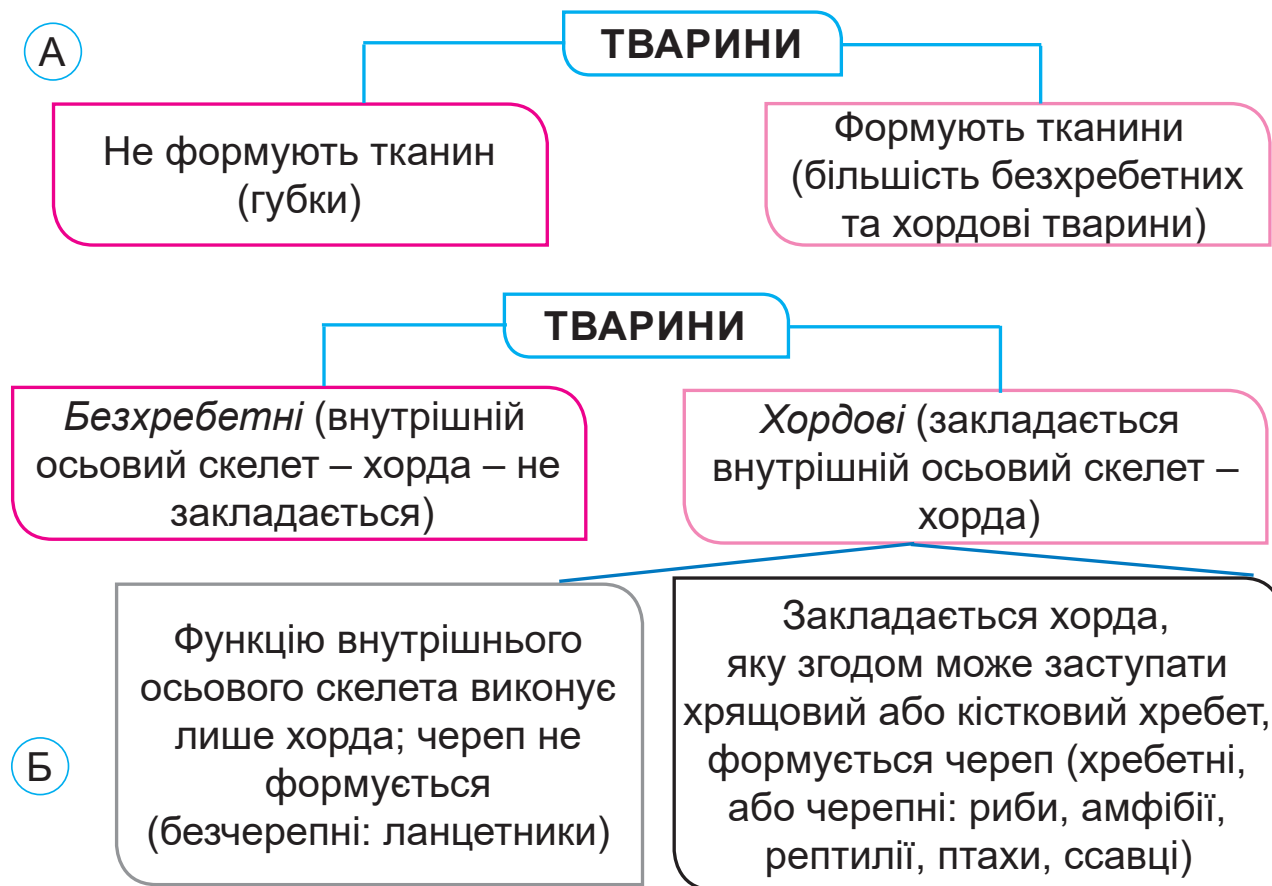 А
ТВАРИНИ
Не формують тканин
(губки)
Формують тканини
(більшість безхребетних
та хордові тварини)
ТВАРИНИ
Безхребетні (внутрішній
осьовий скелет – хорда – не
закладається)
Хордові (закладається
внутрішній осьовий скелет –
хорда)
Б
Функцію внутрішнього
осьового скелета виконує
лише хорда; череп не
формується
(безчерепні: ланцетники)
Закладається хорда,
яку згодом може заступати
хрящовий або кістковий хребет,
формується череп (хребетні,
або черепні: риби, амфібії,
рептилії, птахи, ссавці)